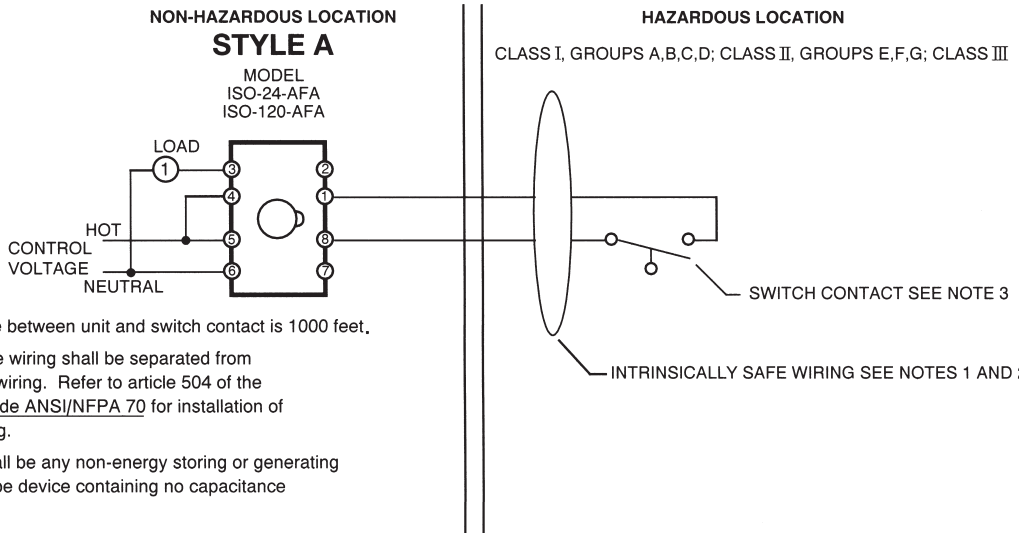 NON-HAZARDOUS LOCATION
STYLE A
MODEL
ISO-24-AFA
ISO-120-AFA
LOAD
1
3
4
5
6
2
1
8
7
HOT
CONTROL
VOLTAGE
NEUTRAL
HAZARDOUS LOCATION
CLASS I, GROUPS A,B,C,D; CLASS II, GROUPS E,F,G; CLASS III
SWITCH CONTACT SEE NOTE 3
INTRINSICALLY SAFE WIRING SEE NOTES 1 AND 2
between unit and switch contact is 1000 feet.
wiring shall be separated from
wiring. Refer to article 504 of the
ANSI/NFPA 70 for installation of
be any non-energy storing or generating
device containing no capacitance